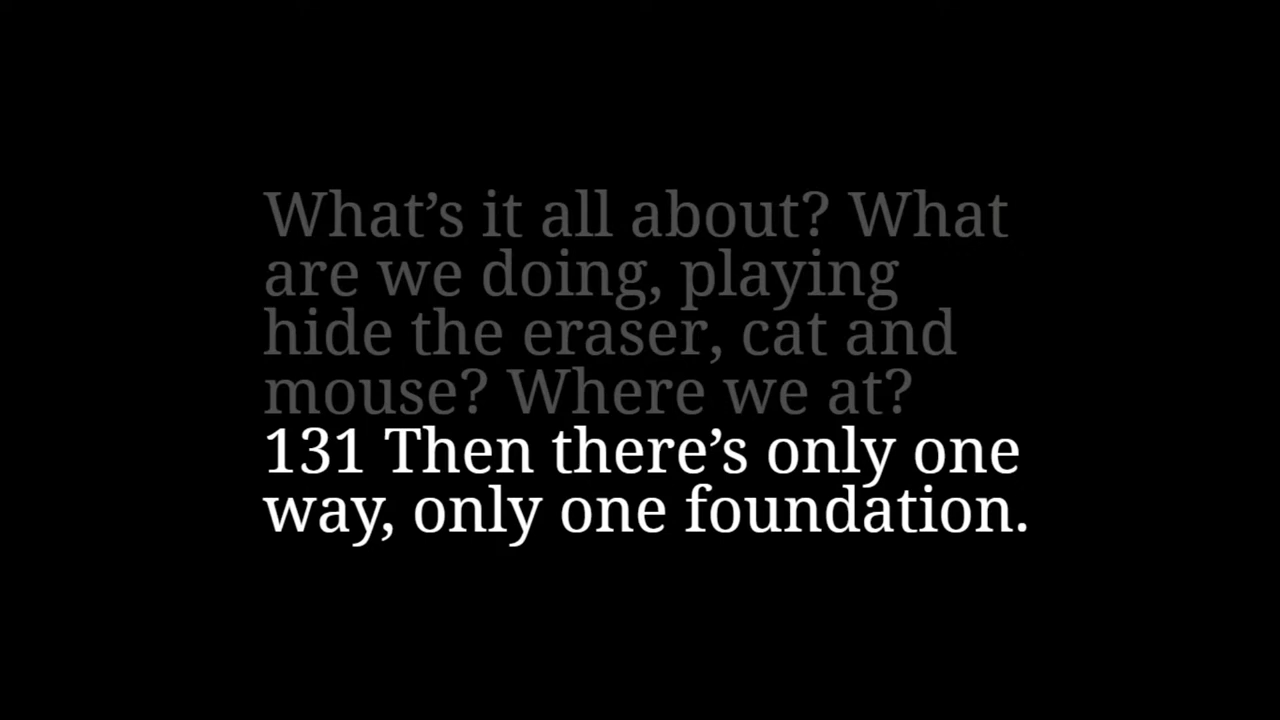 What’s it all about? What
are we doing, playing
hide the eraser, cat and
mouse? Where we at?
131 Then there’s only one
way, only one foundation.